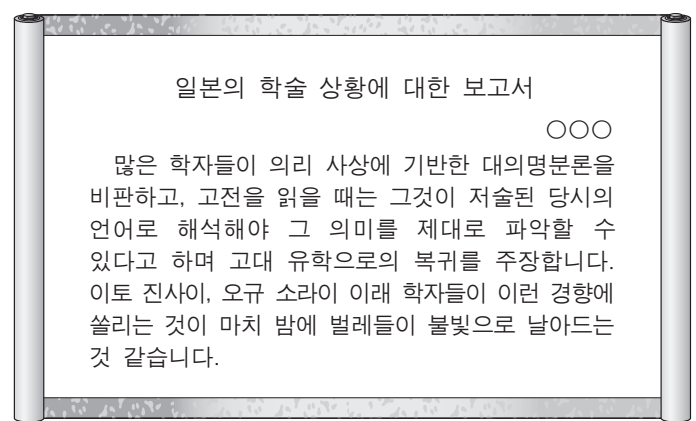 일본의 학술 상황에 대한 보고서
○○○
많은 학자들이 의리 사상에 기반한 대의명분론을
비판하고, 고전을 읽을 때는 그것이 저술된 당시의
언어로 해석해야 그 의미를 제대로 파악할 수
있다고 하며 고대 유학으로의 복귀를 주장합니다.
이토 진사이, 오규 소라이 이래 학자들이 이런 경향에
쏠리는 것이 마치 밤에 벌레들이 불빛으로 날아드는
것 같습니다.